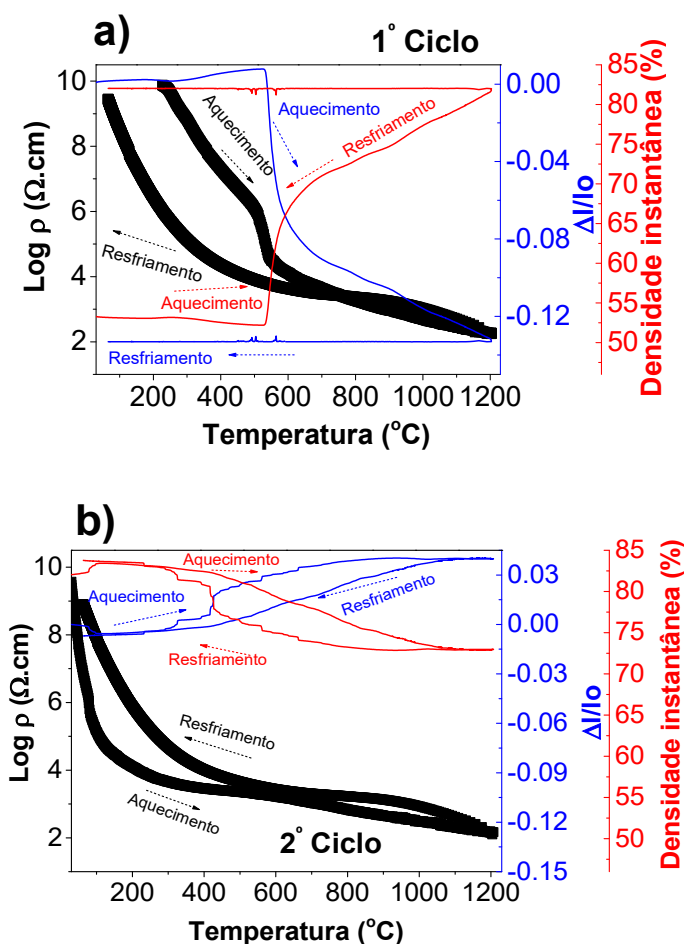 a)
1° Ciclo
10
8
6
4
2
Log ρ (Ω.cm)
Aquecimento
Resfriamento
Aquecimento
Resfriamento
Aquecimento
Resfriamento
0.00
-0.04
-0.08
-0.12
ΔI/Io
85
80
75
70
65
60
55
50
Densidade instantânea (%)
200 400 600 800 1000 1200
Temperatura (°C)
b)
10
8
6
4
2
Log ρ (Ω.cm)
Aquecimento
Aquecimento
Resfriamento
Resfriamento
Resfriamento
Aquecimento
2° Ciclo
0.03
0.00
-0.03
-0.06
-0.09
-0.12
-0.15
ΔI/Io
85
80
75
70
65
60
55
50
Densidade instantânea (%)
200 400 600 800 1000 1200
Temperatura (°C)